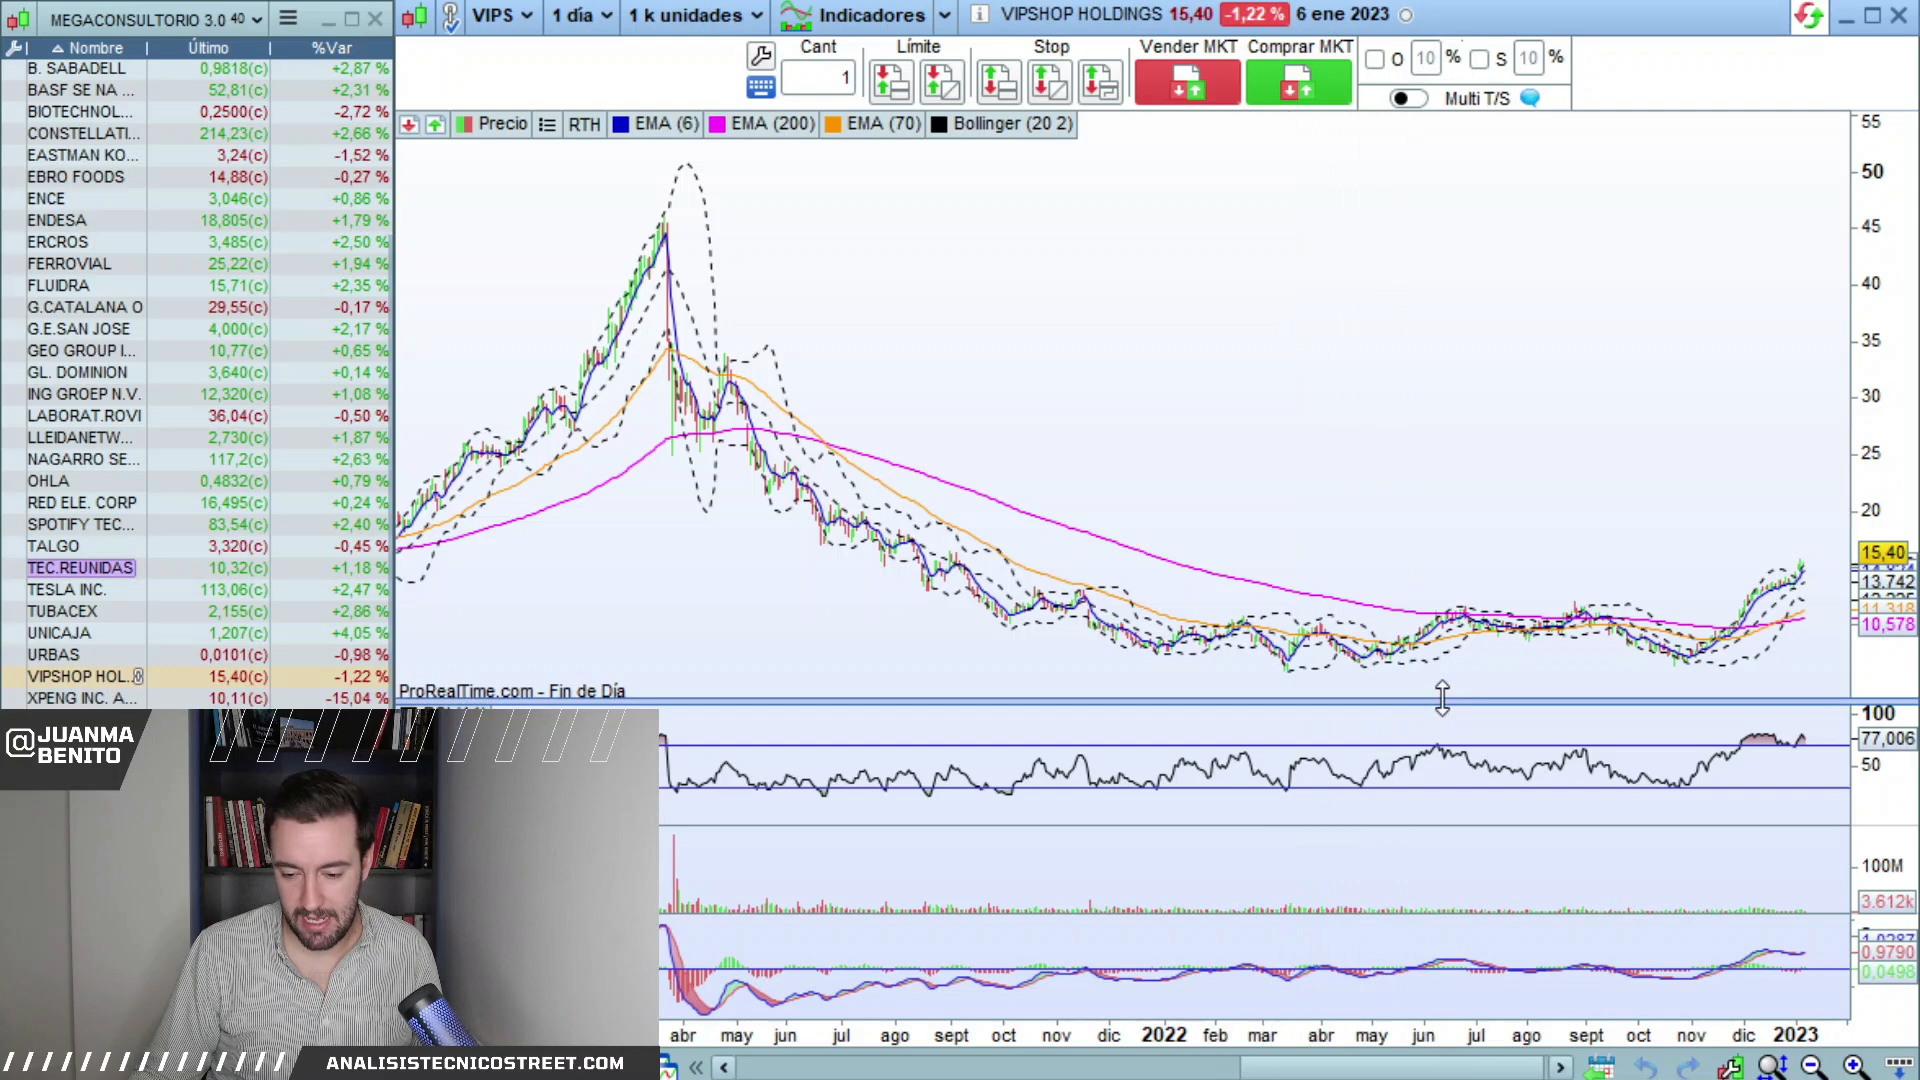 MEGACONSULTORIO 3.0 40
VIPS
1 día
1 k unidades
Indicadores
VIPSHOP HOLDINGS 15,40 -1,22 % 6 ene 2023
Nombre Último %Var
B. SABADELL 0,9818(c) +2,87 %
BASF SE NA ... 52,81(c) +2,31 %
BIOTECHNOL... 0,2500(c) -2,72 %
CONSTELLATI... 214,23(c) +2,66 %
EASTMAN KO... 3,24(c) -1,52 %
EBRO FOODS 14,88(c) -0,27 %
ENCE 3,046(c) +0,86 %
ENDESA 18,805(c) +1,79 %
ERCROS 3,485(c) +2,50 %
FERROVIAL 25,22(c) +1,94 %
FLUIDRA 15,71(c) +2,35 %
G.CATALANA O 29,55(c) -0,17 %
G.E.SAN JOSE 4,000(c) +2,17 %
GEO GROUP I... 10,77(c) +0,65 %
GL. DOMINION 3,640(c) +0,14 %
ING GROEP N.V. 12,320(c) +1,08 %
LABORAT.ROVI 36,04(c) -0,50 %
LLEIDANETW... 2,730(c) +1,87 %
NAGARRO SE... 117,2(c) +2,63 %
OHLA 0,4832(c) +0,79 %
RED ELE. CORP 16,495(c) +0,24 %
SPOTIFY TEC... 83,54(c) +2,40 %
TALGO 3,320(c) -0,45 %
TEC.REUNIDAS 10,32(c) +1,18 %
TESLA INC. 113,06(c) +2,47 %
TUBACEX 2,155(c) +2,86 %
UNICAJA 1,207(c) +4,05 %
URBAS 0,0101(c) -0,98 %
VIPSHOP HOL... 15,40(c) -1,22 %
XPENG INC. A... 10,11(c) -15,04 %
Cant Límite Stop Vender MKT Comprar MKT
1
O 10 % S 10 %
Multi T/S
Precio RTH EMA (6) EMA (200) EMA (70) Bollinger (20 2)
55
50
45
40
35
30
25
20
15,40
13,742
11,318
10,578
ProRealTime.com - Fin de Día
100
77,006
50
100M
3.612k
1,0287
0,9790
0,0498
abr may jun jul ago sept oct nov dic 2022 feb mar abr may jun jul ago sept oct nov dic 2023
@JUANMA
BENITO
ANALISISTECNICOSTREET.COM